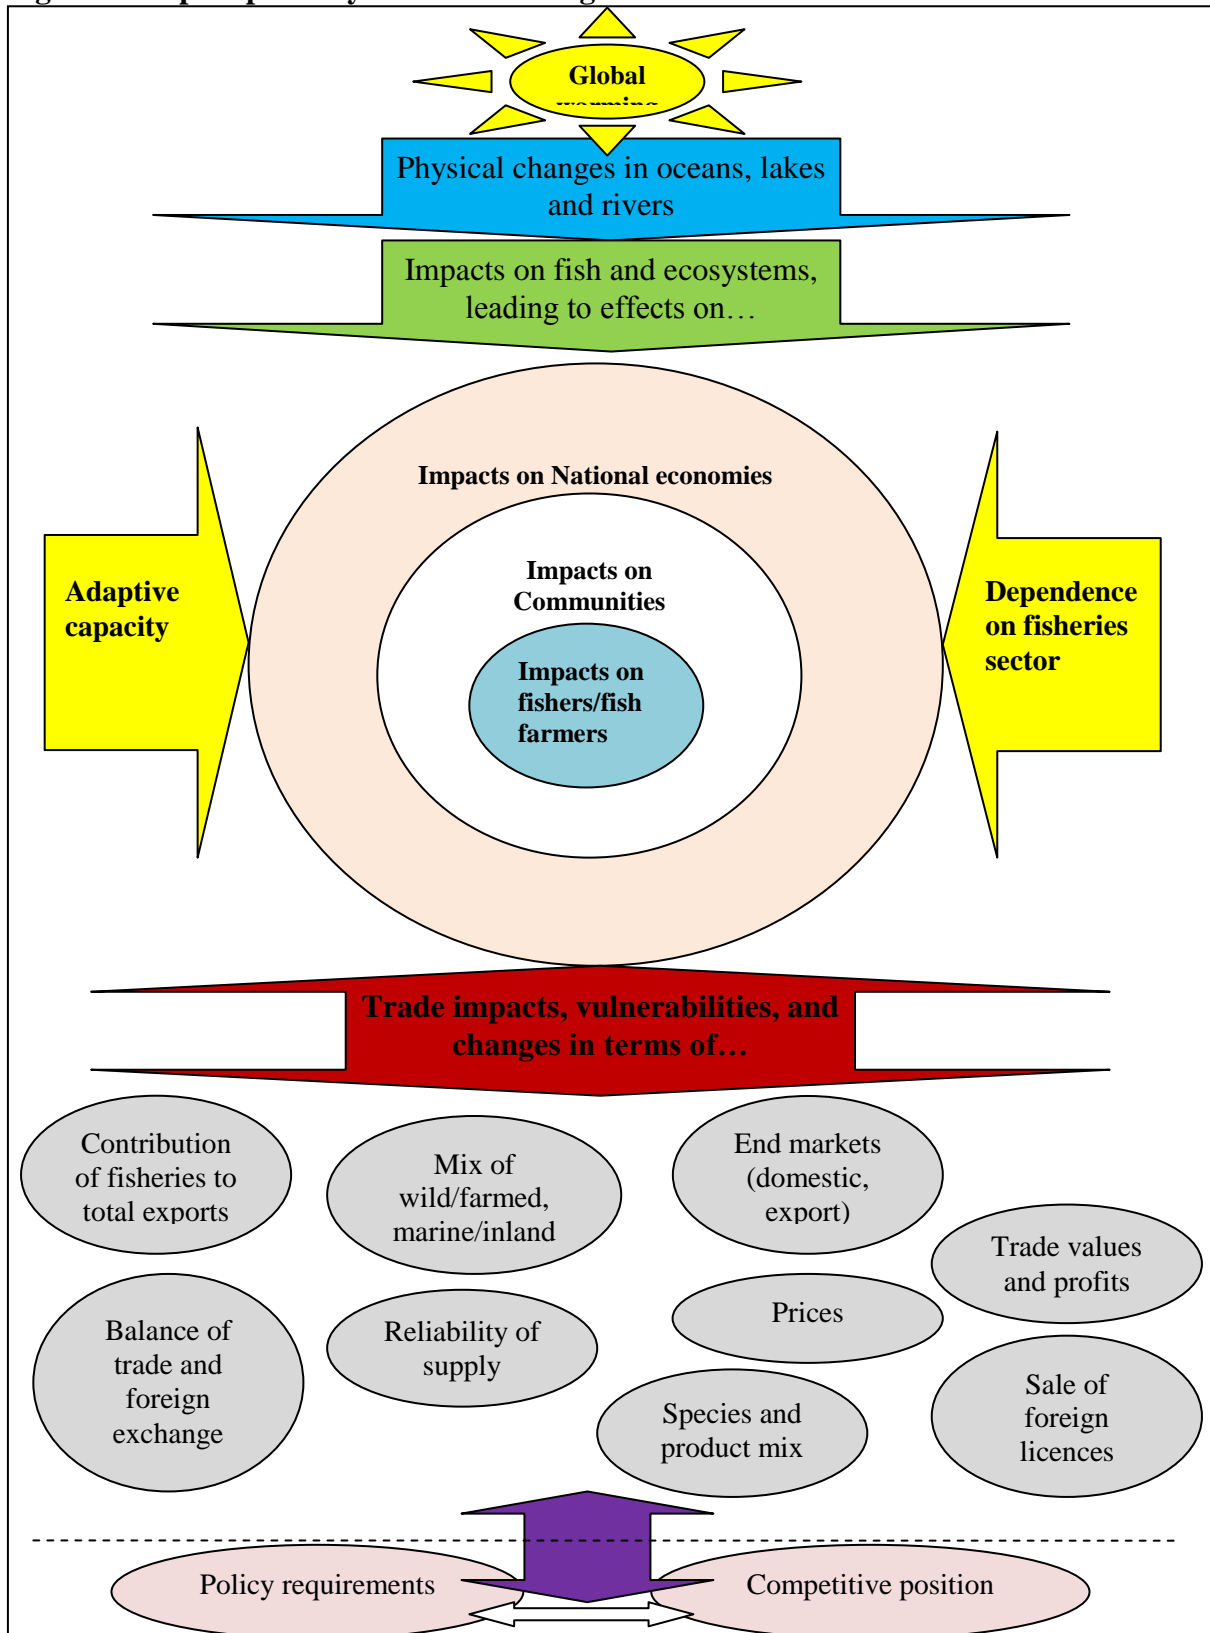 Global
warming
Physical changes in oceans, lakes
and rivers
Impacts on fish and ecosystems,
leading to effects on…
Impacts on National economies
Impacts on
Communities
Impacts on
fishers/fish
farmers
Adaptive
capacity
Dependence
on fisheries
sector
Trade impacts, vulnerabilities, and
changes in terms of…
Contribution
of fisheries to
total exports
Mix of
wild/farmed,
marine/inland
End markets
(domestic,
export)
Trade values
and profits
Balance of
trade and
foreign
exchange
Reliability of
supply
Prices
Species and
product mix
Sale of
foreign
licences
Policy requirements
Competitive position